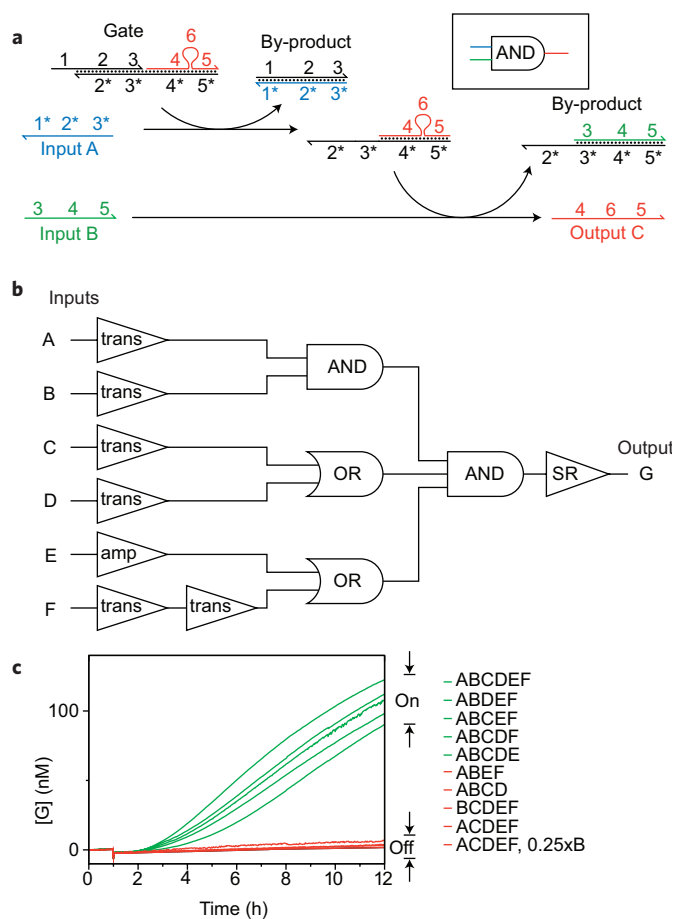 a
Gate
1 2 3 4 6 5
2* 3* 4* 5*
By-product
1 2 3
1* 2* 3*
AND
1* 2* 3*
Input A
6
4 5
2* 3* 4* 5*
By-product
3 4 5
2* 3* 4* 5*
3 4 5
Input B
4 6 5
Output C
b
Inputs
A trans
B trans
AND
C trans
D trans
OR
AND
SR
Output
G
E amp
F trans trans
OR
c
[G] (nM)
100
0
0 2 4 6 8 10 12
Time (h)
On
Off
ABCDEF
ABDEF
ABCEF
ABCDF
ABCDE
ABEF
ABCD
BCDEF
ACDEF
ACDEF, 0.25xB